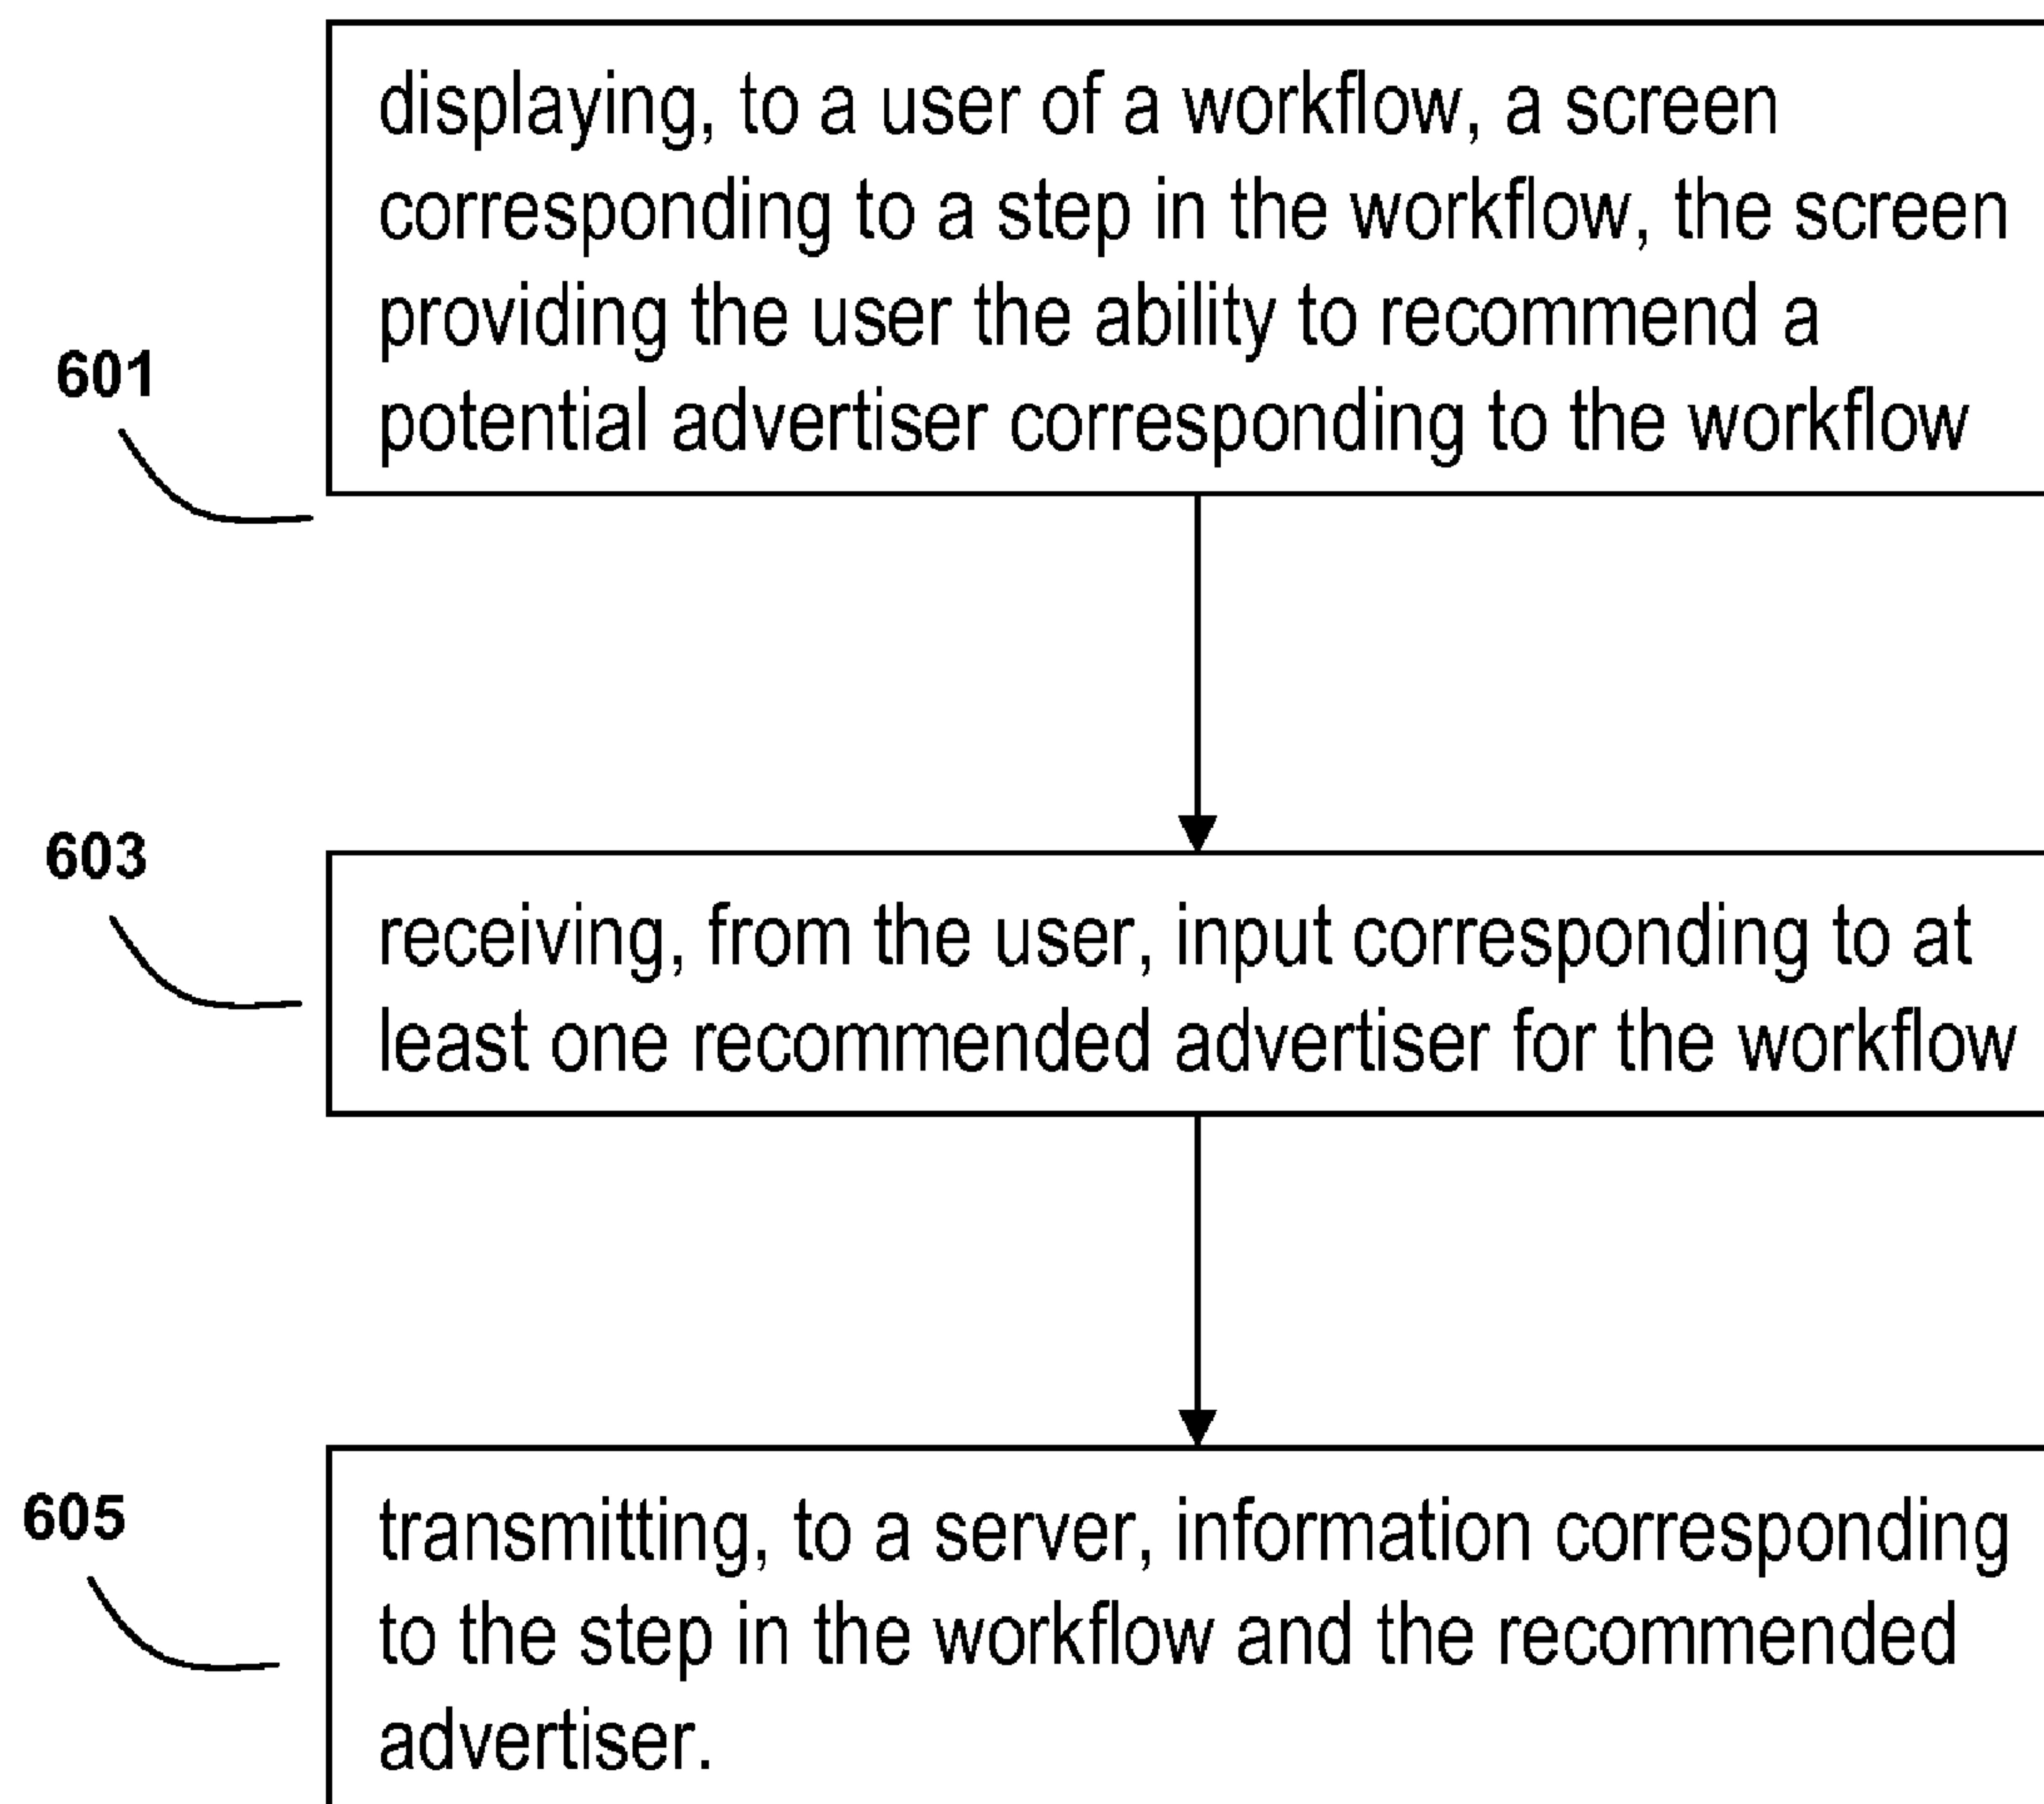 displaying, to a user of a workflow, a screen
corresponding to a step in the workflow, the screen
providing the user the ability to recommend a
potential advertiser corresponding to the workflow
601
603
receiving, from the user, input corresponding to at
least one recommended advertiser for the workflow
605
transmitting, to a server, information corresponding
to the step in the workflow and the recommended
advertiser.